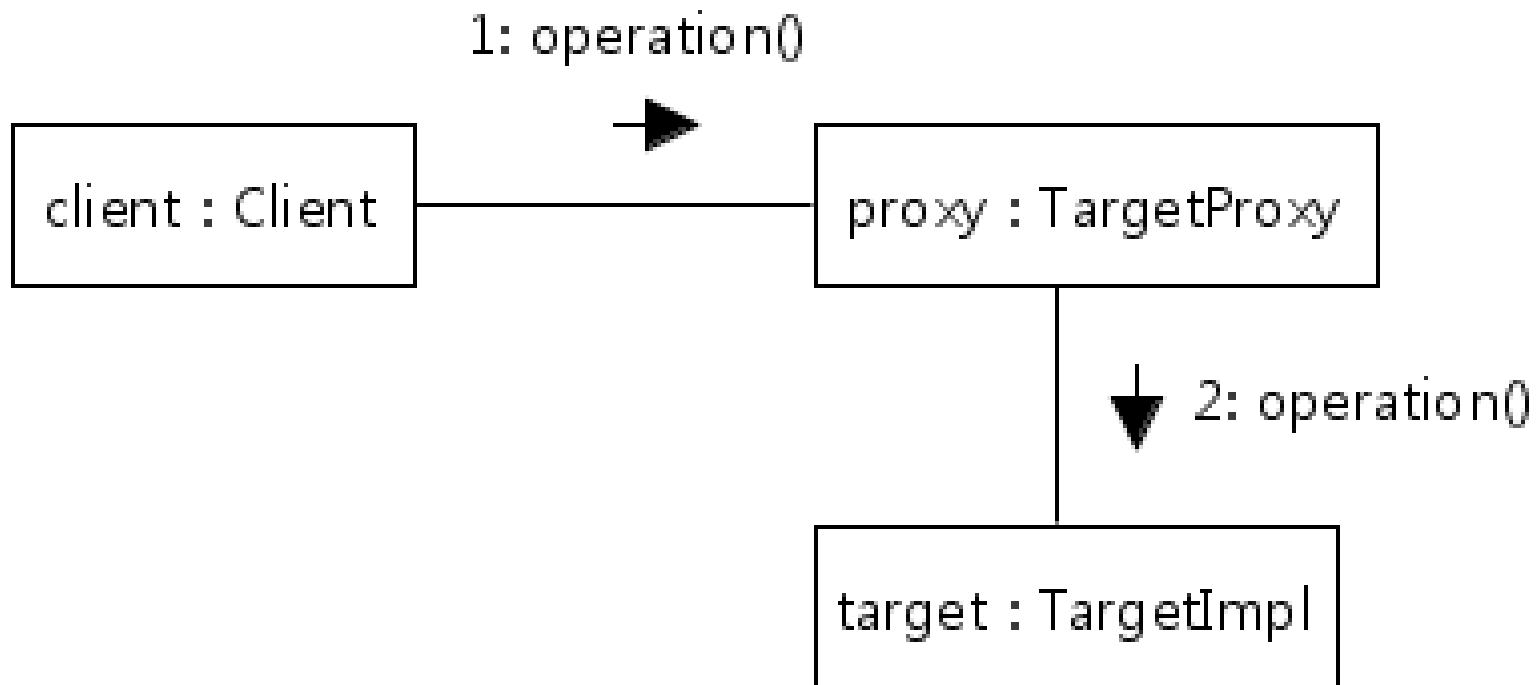 1: operation()
client : Client
proxy : TargetProxy
2: operation()
target : TargetImpl